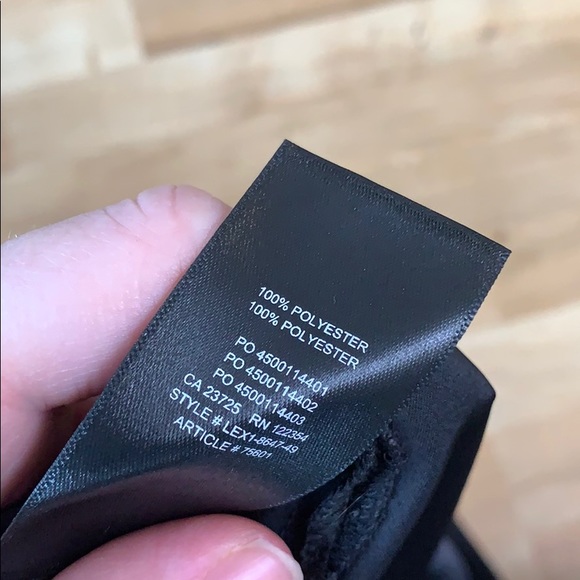 100% POLYESTER
100% POLYESTER
PO 4500114401
PO 4500114402
PO 4500114403
CA 23725 RN 122354
STYLE # LEX1-8647-49
ARTICLE # 75601